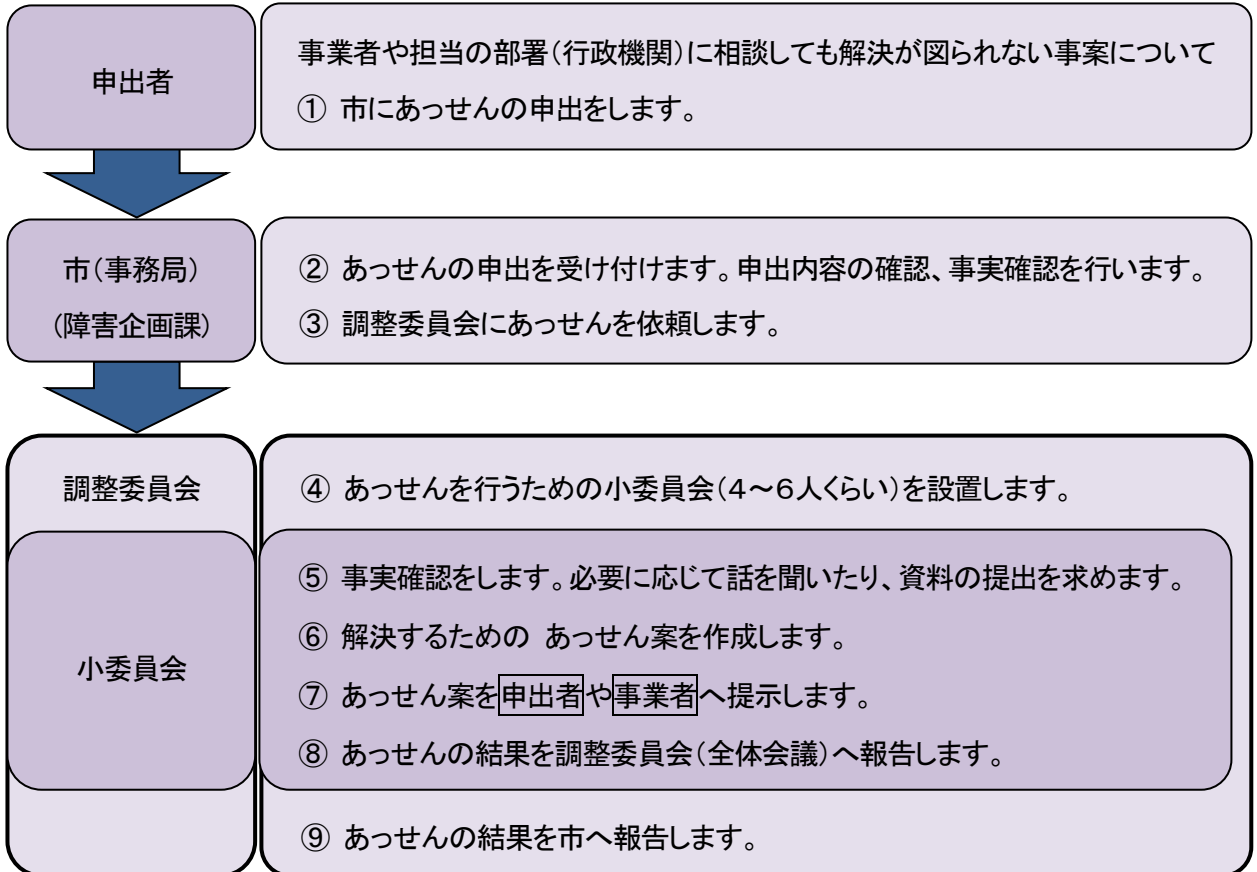 申出者
事業者や担当の部署(行政機関)に相談しても解決が図られない事案について
① 市にあっせんの申出をします。
市(事務局)
(障害企画課)
② あっせんの申出を受け付けます。申出内容の確認、事実確認を行います。
③ 調整委員会にあっせんを依頼します。
調整委員会
④ あっせんを行うための小委員会(4～6人くらい)を設置します。
小委員会
⑤ 事実確認をします。必要に応じて話を聞いたり、資料の提出を求めます。
⑥ 解決するための あっせん案を作成します。
⑦ あっせん案を申出者や事業者へ提示します。
⑧ あっせんの結果を調整委員会(全体会議)へ報告します。
⑨ あっせんの結果を市へ報告します。